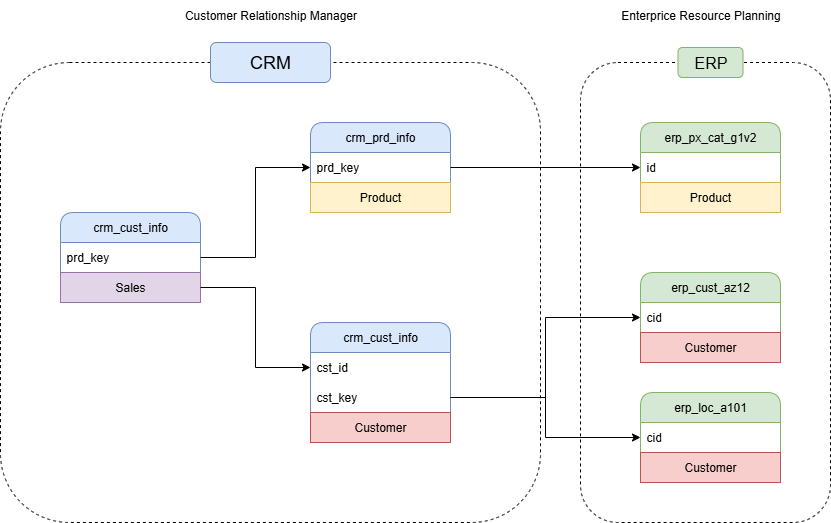 Customer Relationship Manager
Enterprice Resource Planning
CRM
ERP
crm_prd_info
prd_key
Product
erp_px_cat_g1v2
id
Product
crm_cust_info
prd_key
Sales
crm_cust_info
cst_id
cst_key
Customer
erp_cust_az12
cid
Customer
erp_loc_a101
cid
Customer